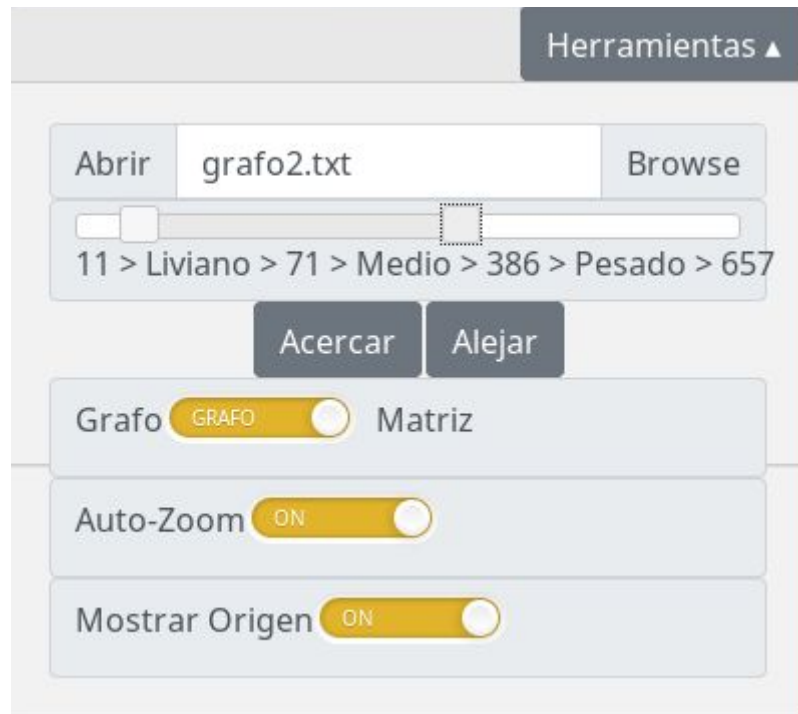 Herramientas ▴
Abrir grafo2.txt Browse
11 > Liviano > 71 > Medio > 386 > Pesado > 657
Acercar Alejar
Grafo GRAFO Matriz
Auto-Zoom ON
Mostrar Origen ON